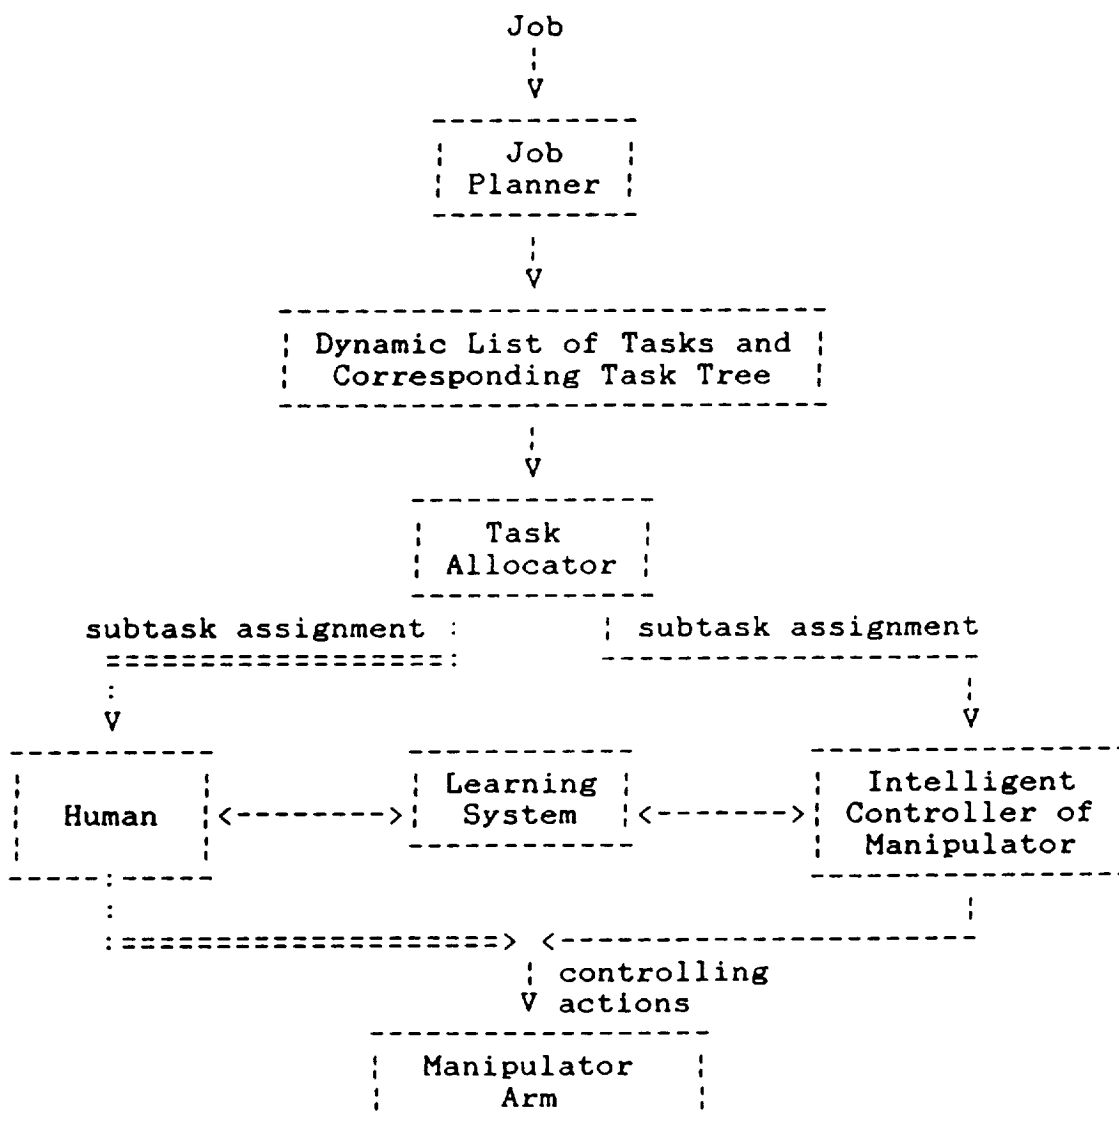 Job
Job
Planner
Dynamic List of Tasks and
Corresponding Task Tree
Task
Allocator
subtask assignment
subtask assignment
Human
Learning
System
Intelligent
Controller of
Manipulator
controlling
actions
Manipulator
Arm